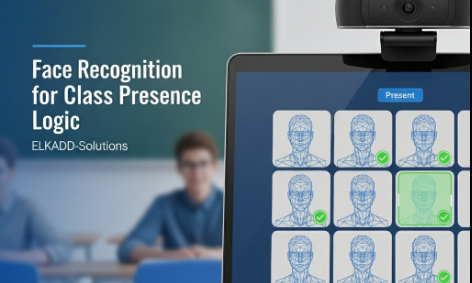 Face Recognition
for Class Presence
Logic
ELKADD-Solutions
Present